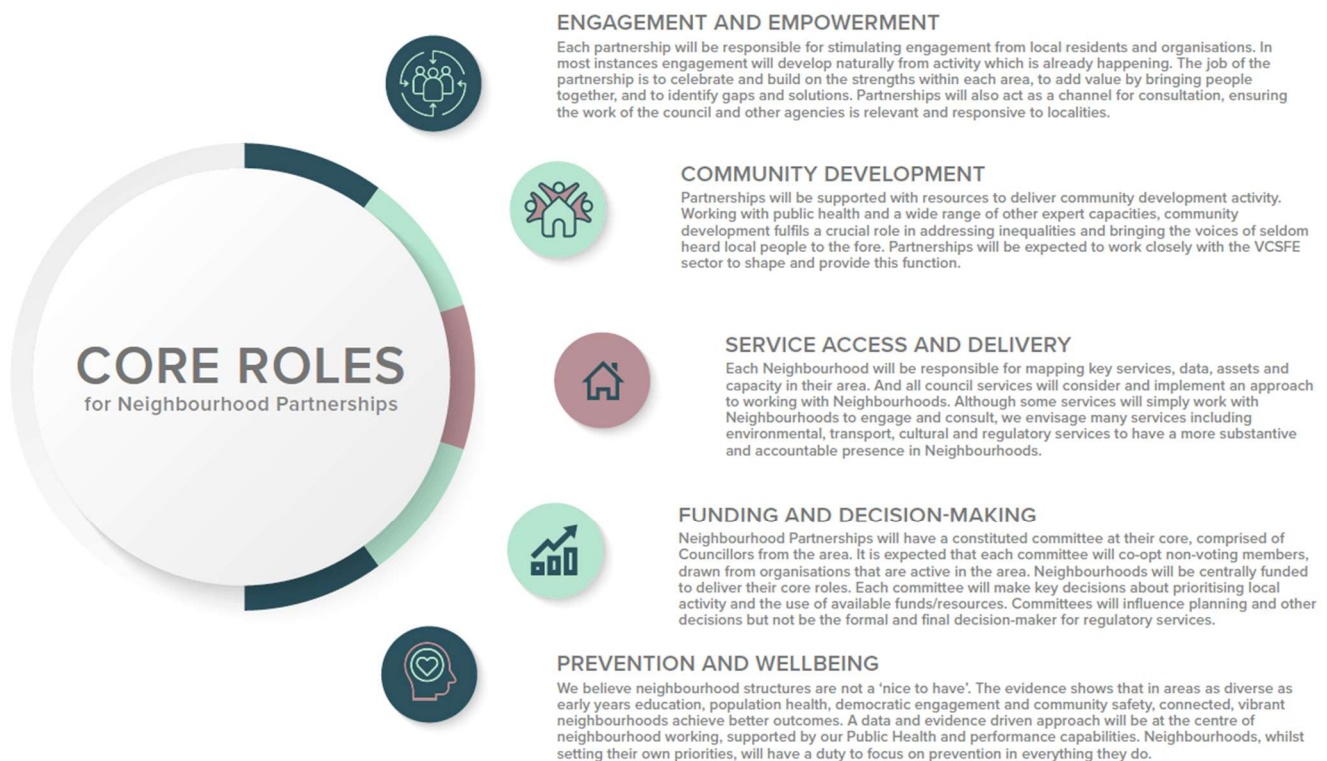 ENGAGEMENT AND EMPOWERMENT
Each partnership will be responsible for stimulating engagement from local residents and organisations. In
most instances engagement will develop naturally from activity which is already happening. The job of the
partnership is to celebrate and build on the strengths within each area, to add value by bringing people
together, and to identify gaps and solutions. Partnerships will also act as a channel for consultation, ensuring
the work of the council and other agencies is relevant and responsive to localities.
COMMUNITY DEVELOPMENT
Partnerships will be supported with resources to deliver community development activity.
Working with public health and a wide range of other expert capacities, community
development fulfils a crucial role in addressing inequalities and bringing the voices of seldom
heard local people to the fore. Partnerships will be expected to work closely with the VCSFE
sector to shape and provide this function.
CORE ROLES
for Neighbourhood Partnerships
SERVICE ACCESS AND DELIVERY
Each Neighbourhood will be responsible for mapping key services, data, assets and
capacity in their area. And all council services will consider and implement an approach
to working with Neighbourhoods. Although some services will simply work with
Neighbourhoods to engage and consult, we envisage many services including
environmental, transport, cultural and regulatory services to have a more substantive
and accountable presence in Neighbourhoods.
FUNDING AND DECISION-MAKING
Neighbourhood Partnerships will have a constituted committee at their core, comprised of
Councillors from the area. It is expected that each committee will co-opt non-voting members,
drawn from organisations that are active in the area. Neighbourhoods will be centrally funded
to deliver their core roles. Each committee will make key decisions about prioritising local
activity and the use of available funds/resources. Committees will influence planning and other
decisions but not be the formal and final decision-maker for regulatory services.
PREVENTION AND WELLBEING
We believe neighbourhood structures are not a ‘nice to have’. The evidence shows that in areas as diverse as
early years education, population health, democratic engagement and community safety, connected, vibrant
neighbourhoods achieve better outcomes. A data and evidence driven approach will be at the centre of
neighbourhood working, supported by our Public Health and performance capabilities. Neighbourhoods, whilst
setting their own priorities, will have a duty to focus on prevention in everything they do.